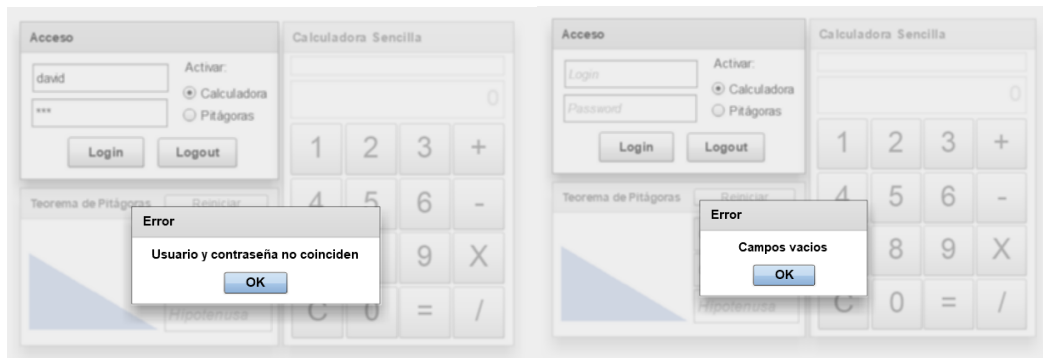 Acceso
david
***
Activar:
Calculadora
Pitágoras
Login
Logout
Teorema de Pitágoras
Reiniciar
Hipotenusa
Calculadora Sencilla
0
1 2 3 +
4 5 6 -
9 X
C 0 = /
Error
Usuario y contraseña no coinciden
OK
Acceso
Login
Password
Activar:
Calculadora
Pitágoras
Login
Logout
Teorema de Pitágoras
Reiniciar
Hipotenusa
Calculadora Sencilla
0
1 2 3 +
4 5 6 -
8 9 X
C 0 = /
Error
Campos vacios
OK